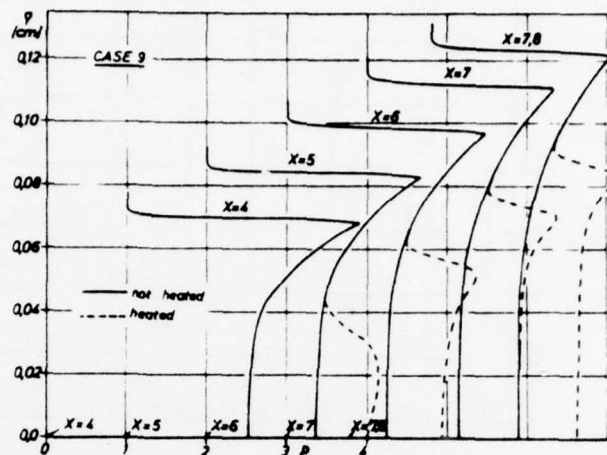 y
/cm/
0,12
0,10
0,08
0,06
0,04
0,02
0,0
CASE 9
X=7,8
X=7
X=6
X=5
X=4
not heated
heated
X=4
X=5
X=6
X=7
0
1
2
3
4